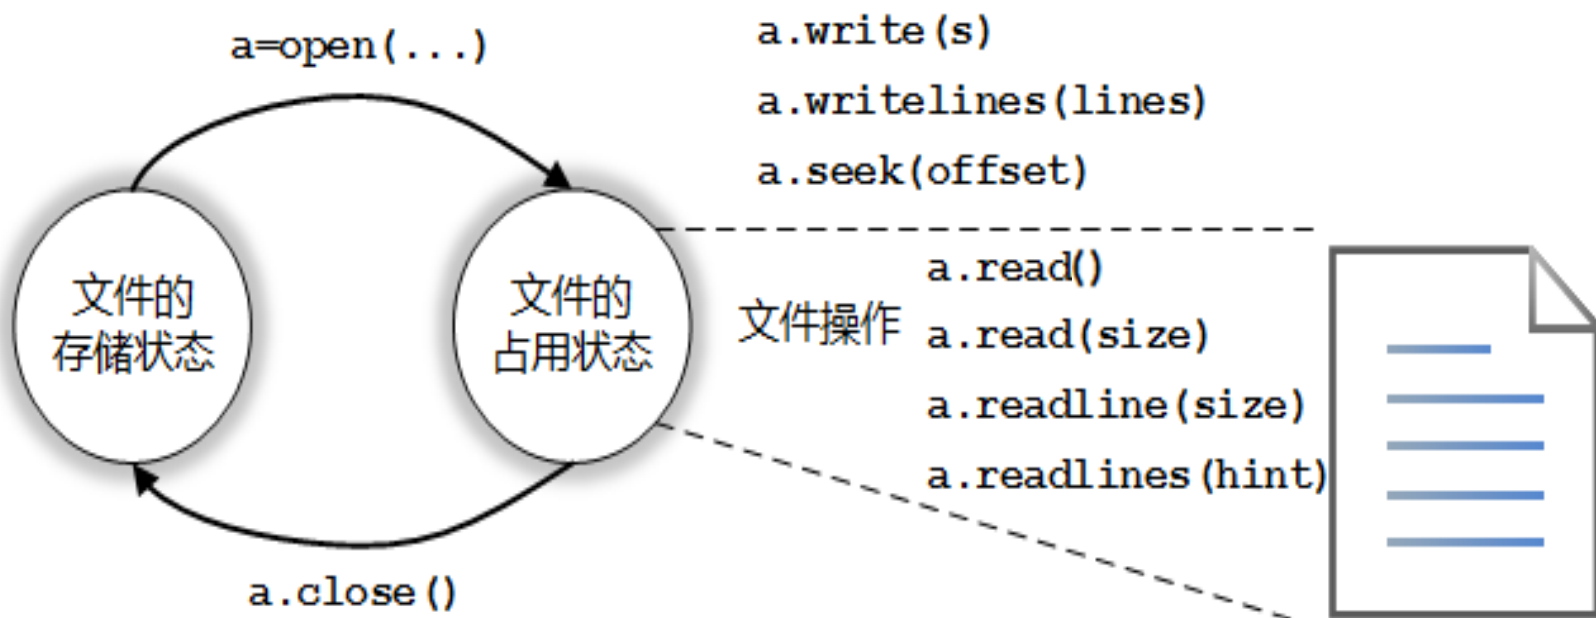 a=open(...)
a.write(s)
a.writelines(lines)
a.seek(offset)
文件的
存储状态
文件的
占用状态
文件操作
a.read()
a.read(size)
a.readline(size)
a.readlines(hint)
a.close()